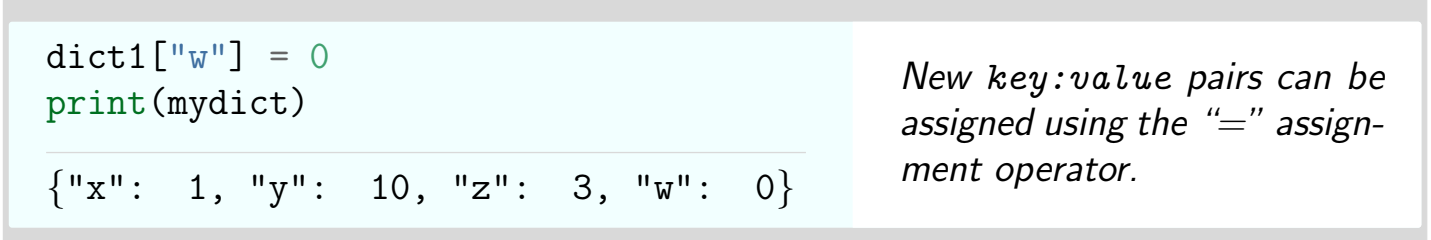 dict1["w"] = 0
print(mydict)
{"x": 1, "y": 10, "z": 3, "w": 0}
New key:value pairs can be
assigned using the “=” assign-
ment operator.